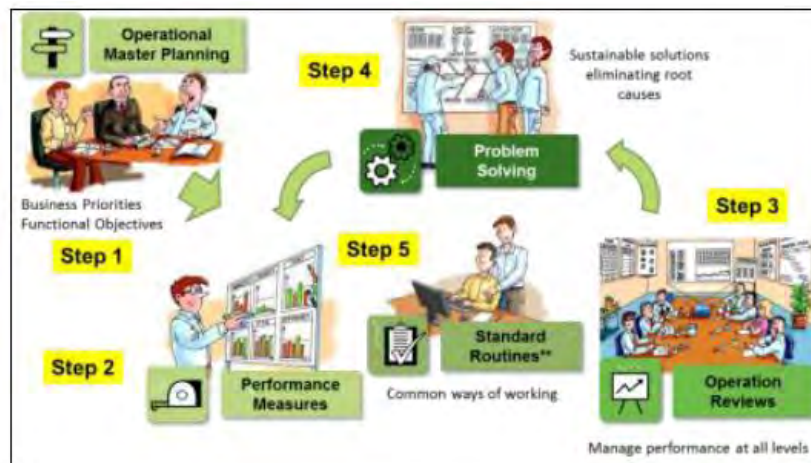 Operational
Master Planning
Business Priorities
Functional Objectives
Step 1
Step 2
Performance
Measures
Step 3
Operation
Reviews
Manage performance at all levels
Step 4
Problem
Solving
Sustainable solutions
eliminating root
causes
Step 5
Standard
Routines**
Common ways of working